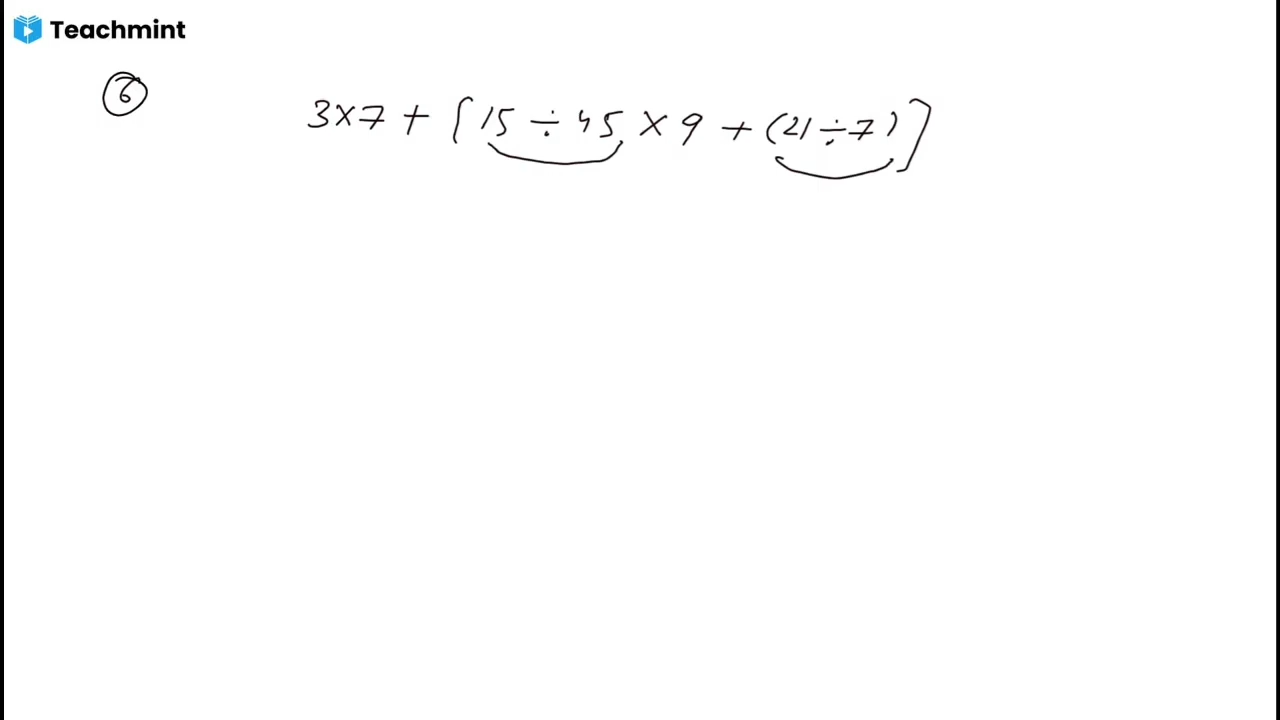 Teachmint
6
3×7 + [15 ÷ 45 × 9 + (21 ÷ 7)]